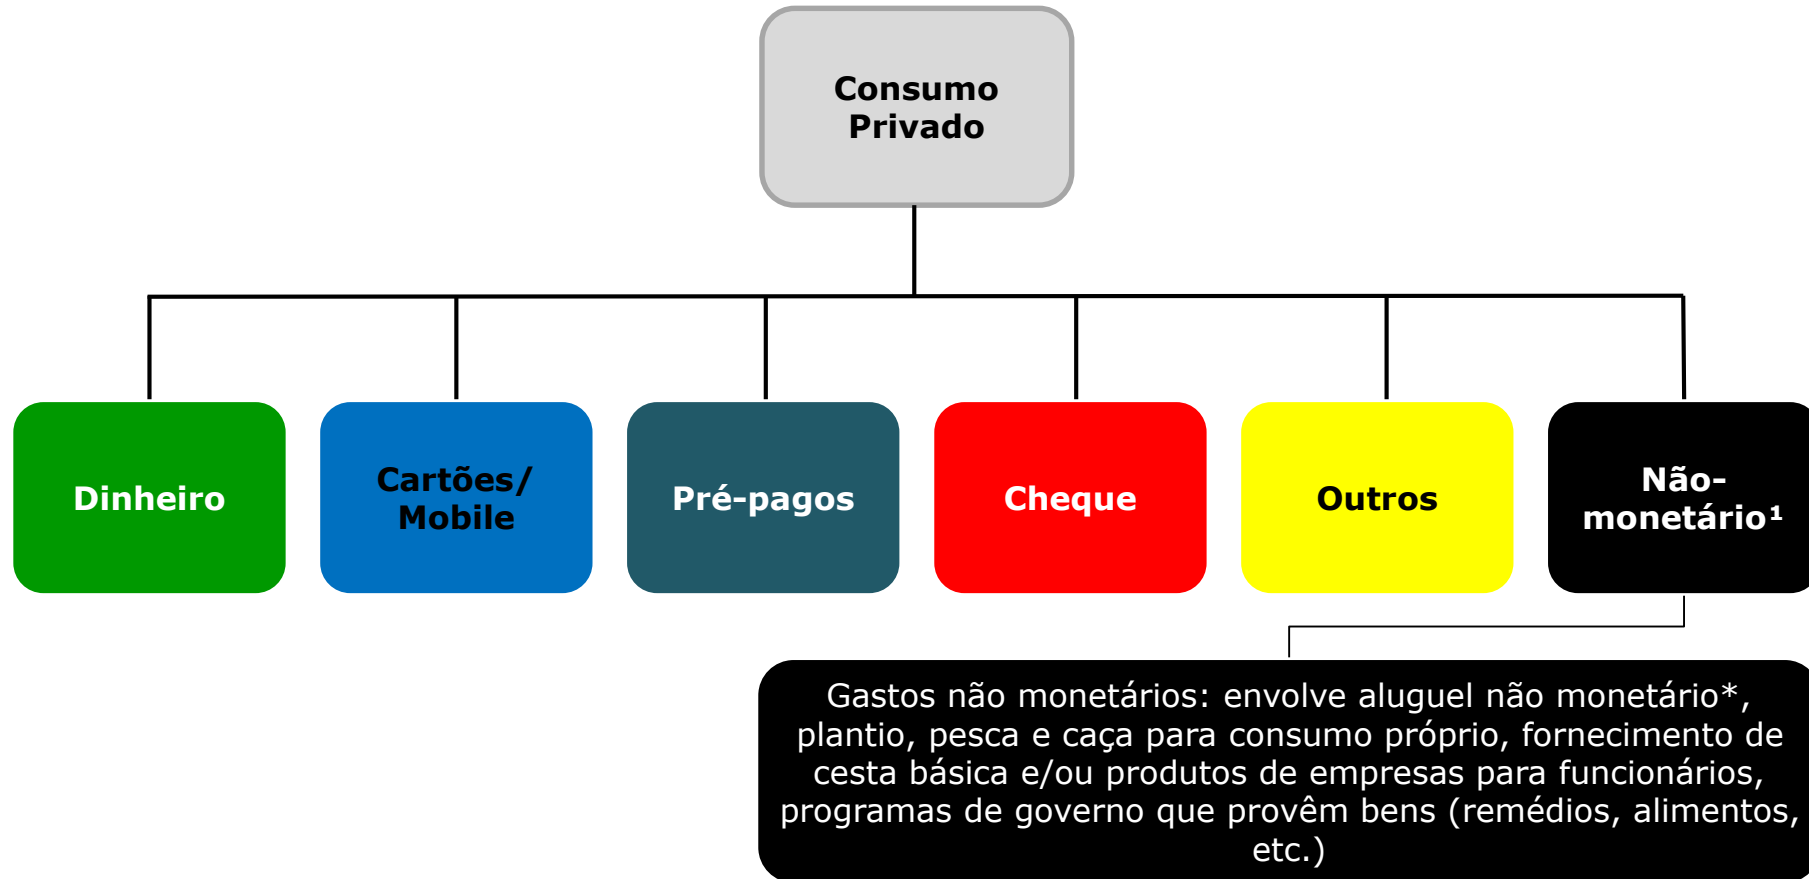 Consumo
Privado
Dinheiro
Cartões/
Mobile
Pré-pagos
Cheque
Outros
Não-
monetário¹
Gastos não monetários: envolve aluguel não monetário*,
plantio, pesca e caça para consumo próprio, fornecimento de
cesta básica e/ou produtos de empresas para funcionários,
programas de governo que provêm bens (remédios, alimentos,
etc.)